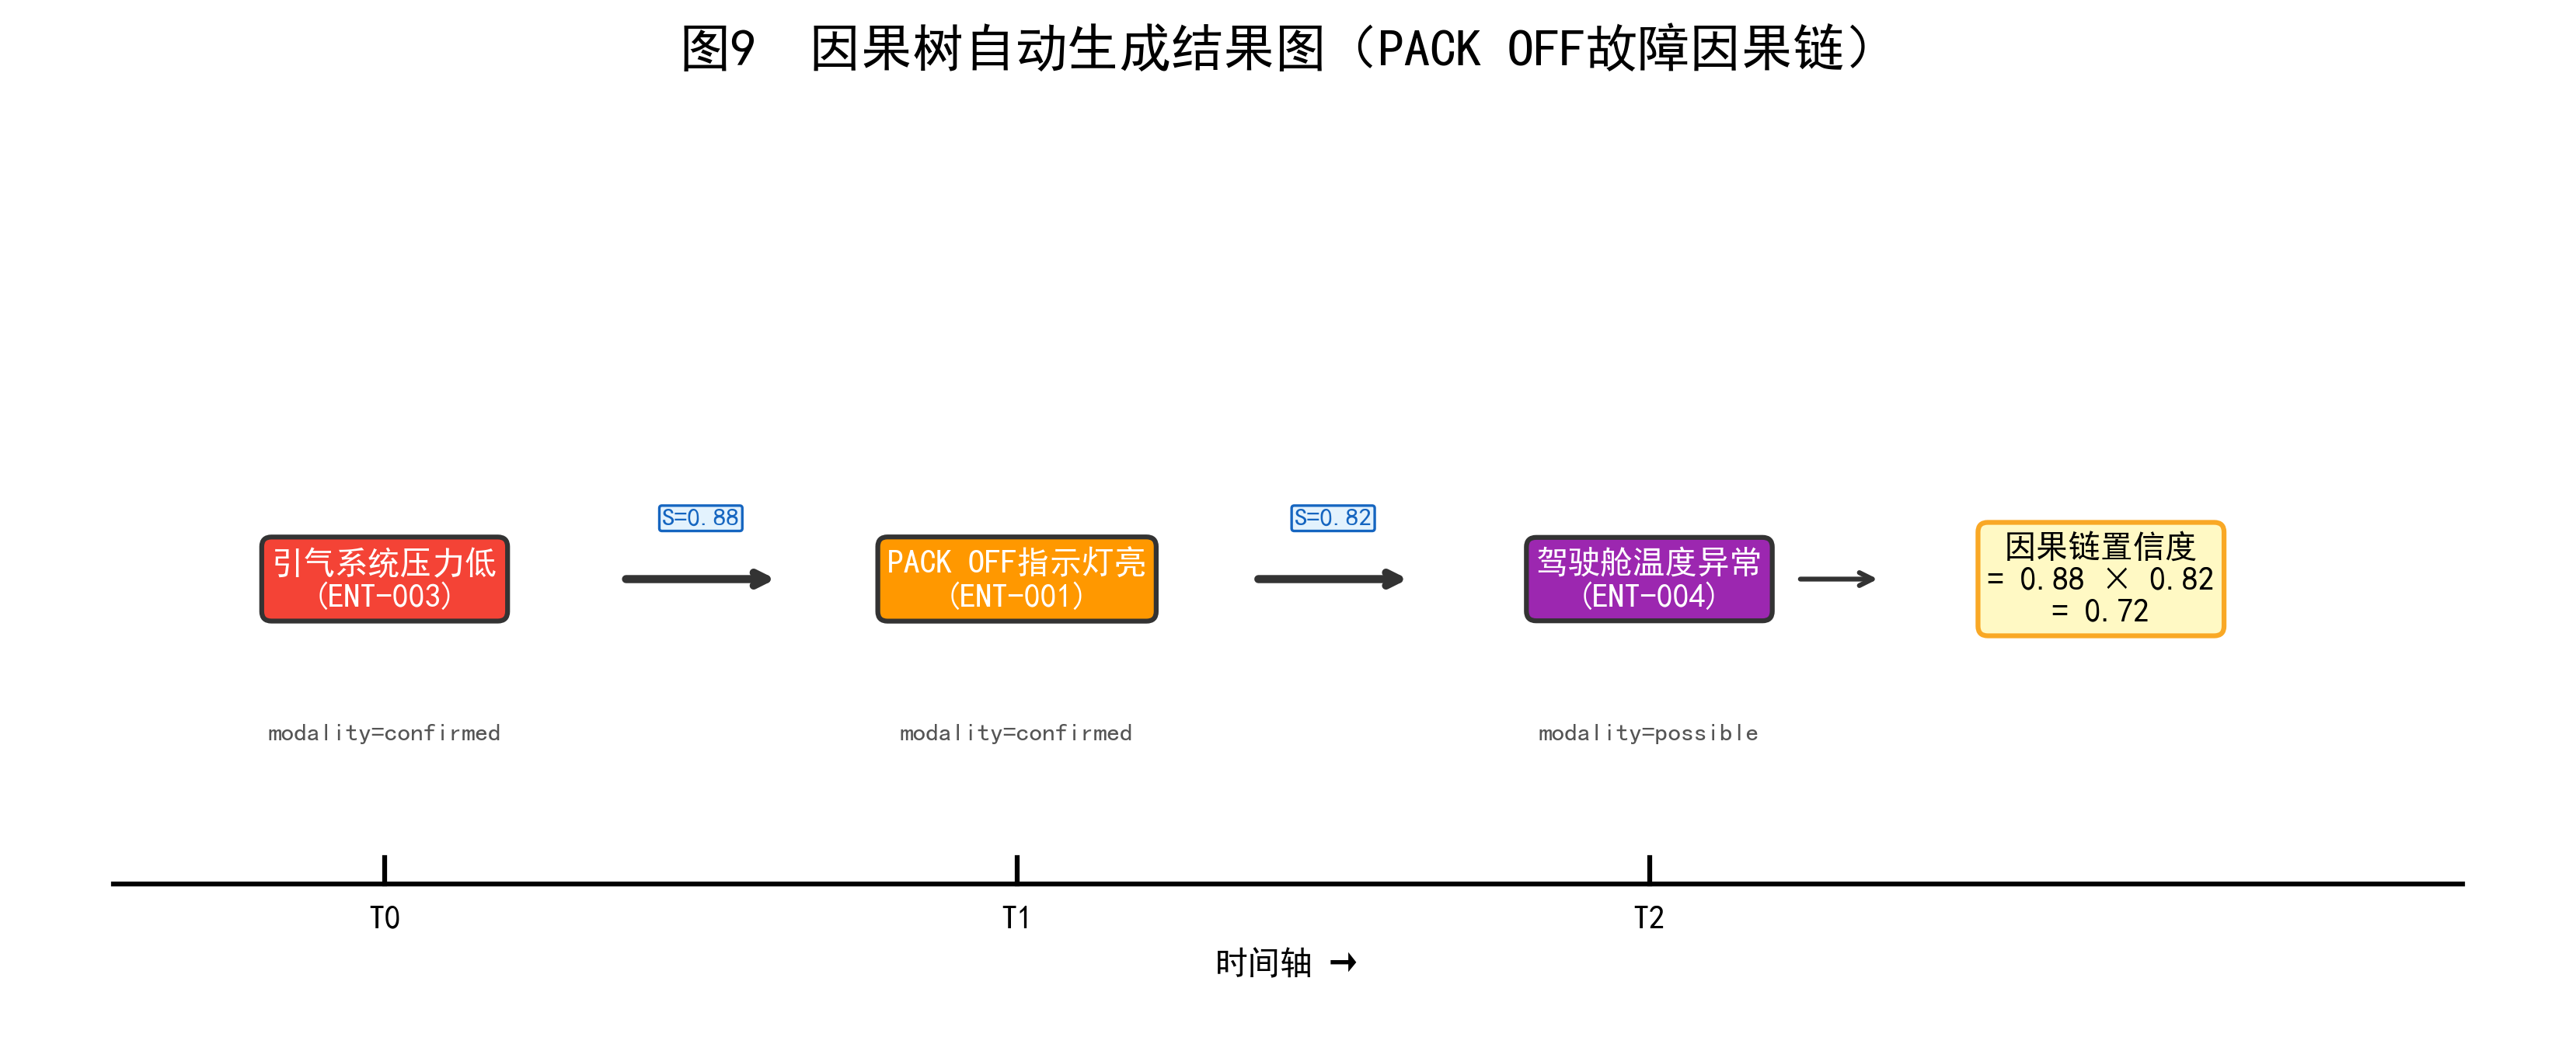 图9  因果树自动生成结果图（PACK OFF故障因果链）
S=0.88
S=0.82
引气系统压力低
(ENT-003)
PACK OFF指示灯亮
(ENT-001)
驾驶舱温度异常
(ENT-004)
因果链置信度
= 0.88 × 0.82
= 0.72
modality=confirmed
modality=confirmed
modality=possible
T0
T1
T2
时间轴 →